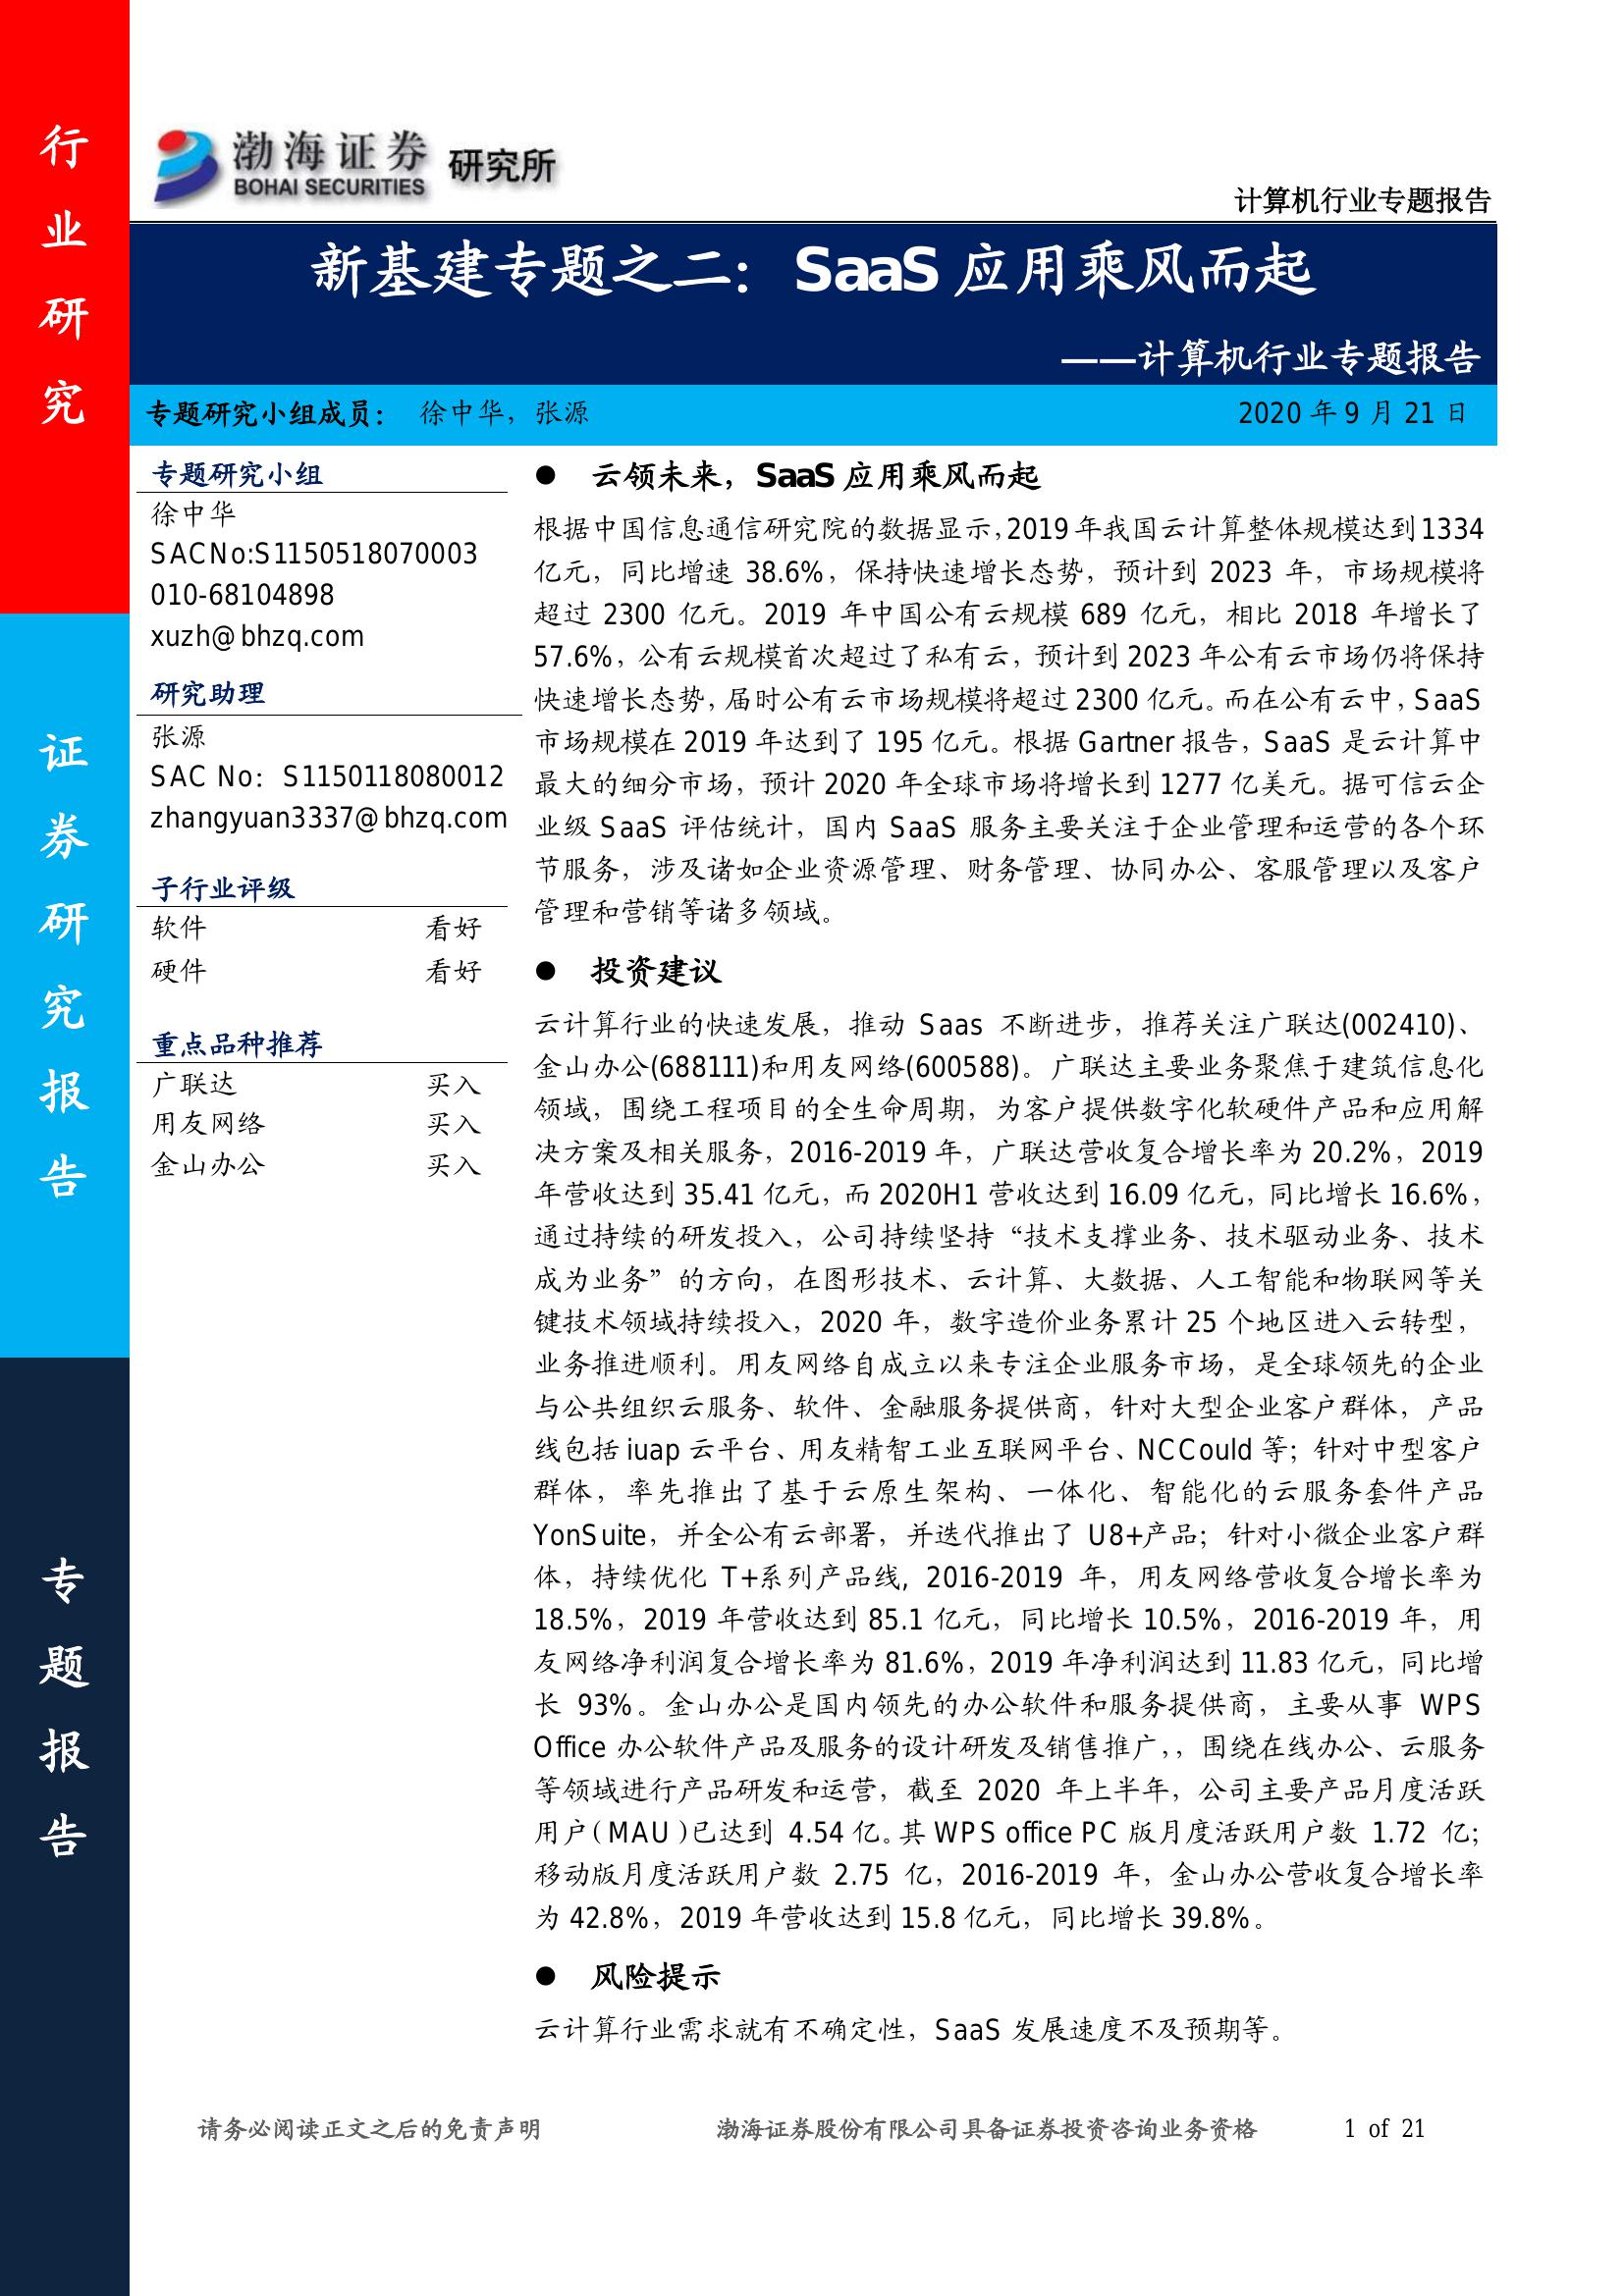 行
业
研
究
证
券
研
究
报
告
专
题
报
告
渤海证券 研究所
BOHAI SECURITIES
计算机行业专题报告
新基建专题之二：SaaS 应用乘风而起
——计算机行业专题报告
专题研究小组成员： 徐中华，张源 2020 年 9 月 21 日
专题研究小组
徐中华
SACNo:S1150518070003
010-68104898
xuzh@bhzq.com
研究助理
张源
SAC No：S1150118080012
zhangyuan3337@bhzq.com
子行业评级
软件 看好
硬件 看好
重点品种推荐
广联达 买入
用友网络 买入
金山办公 买入
● 云领未来，SaaS 应用乘风而起
根据中国信息通信研究院的数据显示，2019 年我国云计算整体规模达到 1334
亿元，同比增速 38.6%，保持快速增长态势，预计到 2023 年，市场规模将
超过 2300 亿元。2019 年中国公有云规模 689 亿元，相比 2018 年增长了
57.6%，公有云规模首次超过了私有云，预计到 2023 年公有云市场仍将保持
快速增长态势，届时公有云市场规模将超过 2300 亿元。而在公有云中，SaaS
市场规模在 2019 年达到了 195 亿元。根据 Gartner 报告，SaaS 是云计算中
最大的细分市场，预计 2020 年全球市场将增长到 1277 亿美元。据可信云企
业级 SaaS 评估统计，国内 SaaS 服务主要关注于企业管理和运营的各个环
节服务，涉及诸如企业资源管理、财务管理、协同办公、客服管理以及客户
管理和营销等诸多领域。
● 投资建议
云计算行业的快速发展，推动 Saas 不断进步，推荐关注广联达(002410)、
金山办公(688111)和用友网络(600588)。广联达主要业务聚焦于建筑信息化
领域，围绕工程项目的全生命周期，为客户提供数字化软硬件产品和应用解
决方案及相关服务，2016-2019 年，广联达营收复合增长率为 20.2%，2019
年营收达到 35.41 亿元，而 2020H1 营收达到 16.09 亿元，同比增长 16.6%，
通过持续的研发投入，公司持续坚持“技术支撑业务、技术驱动业务、技术
成为业务”的方向，在图形技术、云计算、大数据、人工智能和物联网等关
键技术领域持续投入，2020 年，数字造价业务累计 25 个地区进入云转型，
业务推进顺利。用友网络自成立以来专注企业服务市场，是全球领先的企业
与公共组织云服务、软件、金融服务提供商，针对大型企业客户群体，产品
线包括 iuap 云平台、用友精智工业互联网平台、NCCould 等；针对中型客户
群体，率先推出了基于云原生架构、一体化、智能化的云服务套件产品
YonSuite，并全公有云部署，并迭代推出了 U8+产品；针对小微企业客户群
体，持续优化 T+系列产品线, 2016-2019 年，用友网络营收复合增长率为
18.5%，2019 年营收达到 85.1 亿元，同比增长 10.5%，2016-2019 年，用
友网络净利润复合增长率为 81.6%，2019 年净利润达到 11.83 亿元，同比增
长 93%。金山办公是国内领先的办公软件和服务提供商，主要从事 WPS
Office 办公软件产品及服务的设计研发及销售推广,，围绕在线办公、云服务
等领域进行产品研发和运营，截至 2020 年上半年，公司主要产品月度活跃
用户（MAU）已达到 4.54 亿。其 WPS office PC 版月度活跃用户数 1.72 亿；
移动版月度活跃用户数 2.75 亿，2016-2019 年，金山办公营收复合增长率
为 42.8%，2019 年营收达到 15.8 亿元，同比增长 39.8%。
● 风险提示
云计算行业需求就有不确定性，SaaS 发展速度不及预期等。
请务必阅读正文之后的免责声明 渤海证券股份有限公司具备证券投资咨询业务资格 1 of 21